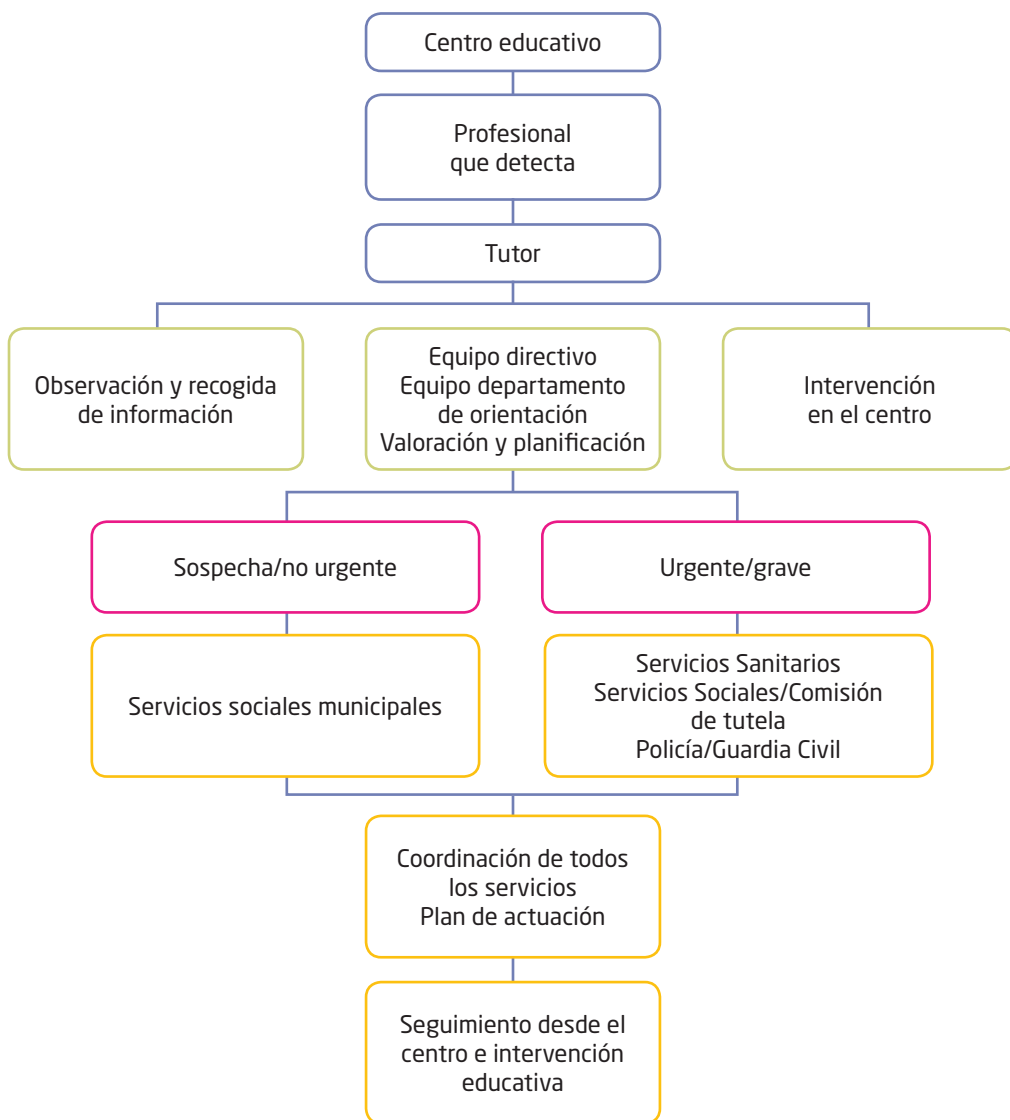 Centro educativo
Profesional
que detecta
Tutor
Observación y recogida
de información
Equipo directivo
Equipo departamento
de orientación
Valoración y planificación
Intervención
en el centro
Sospecha/no urgente
Urgente/grave
Servicios sociales municipales
Servicios Sanitarios
Servicios Sociales/Comisión
de tutela
Policía/Guardia Civil
Coordinación de todos
los servicios
Plan de actuación
Seguimiento desde el
centro e intervención
educativa